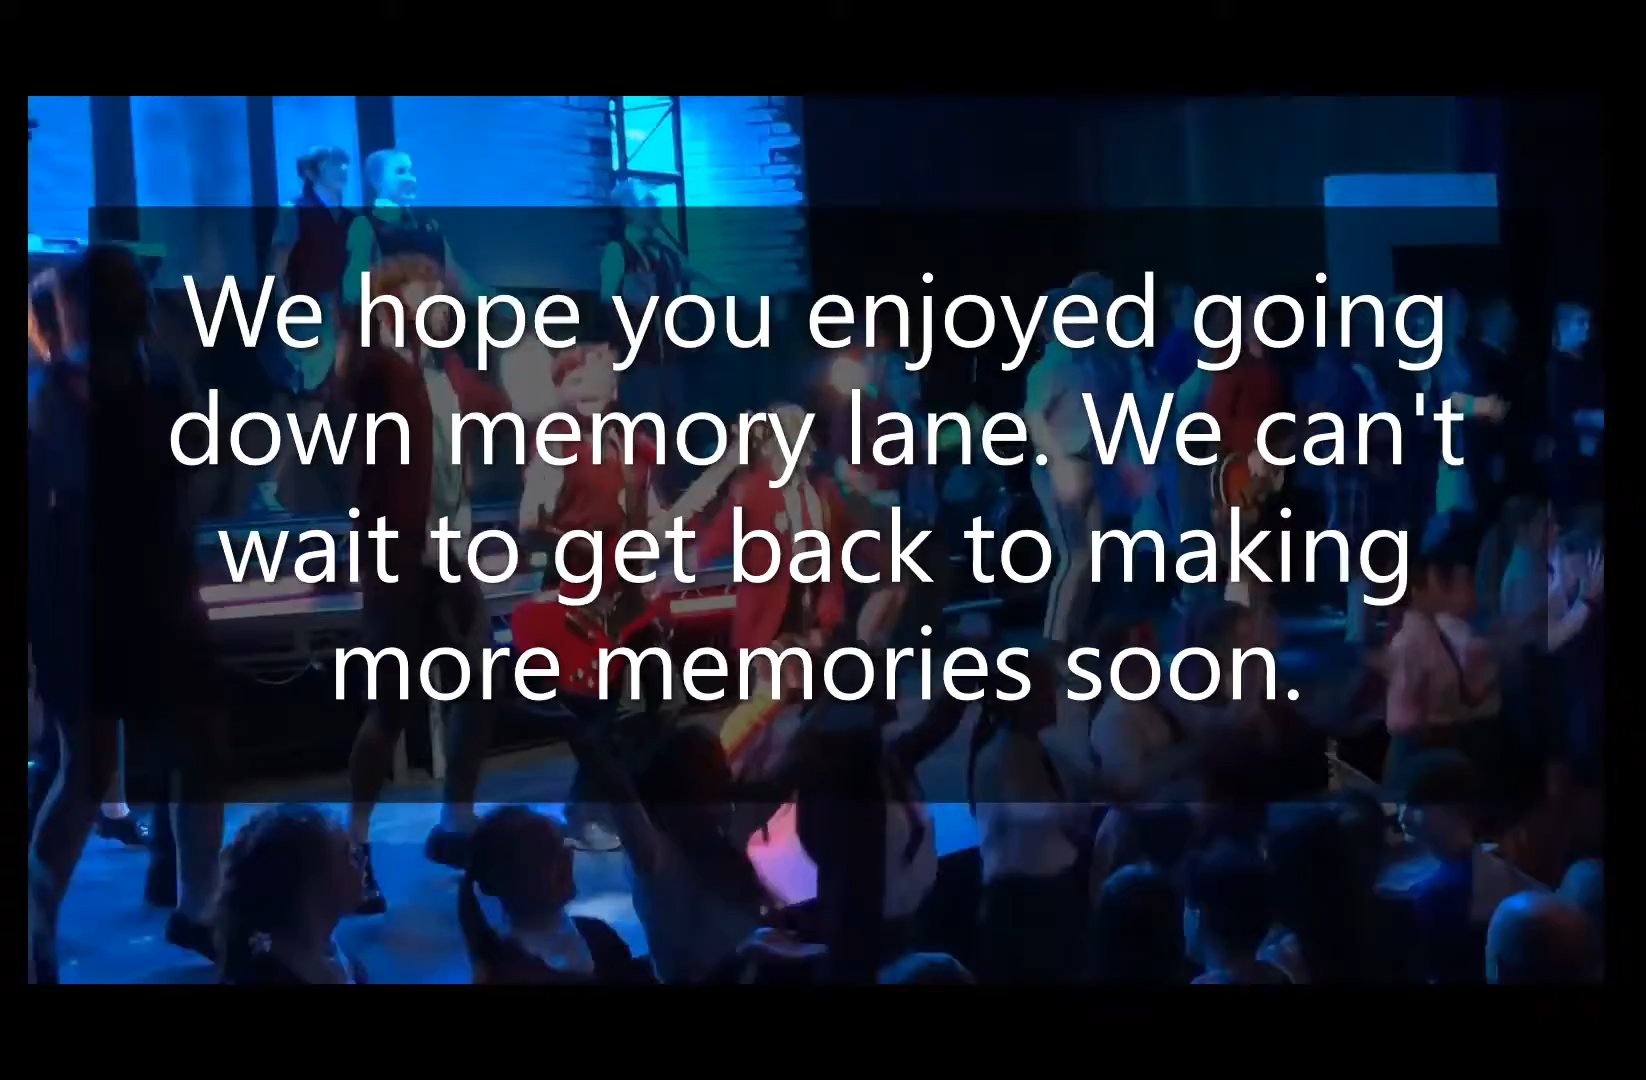 We hope you enjoyed going
down memory lane. We can't
wait to get back to making
more memories soon.